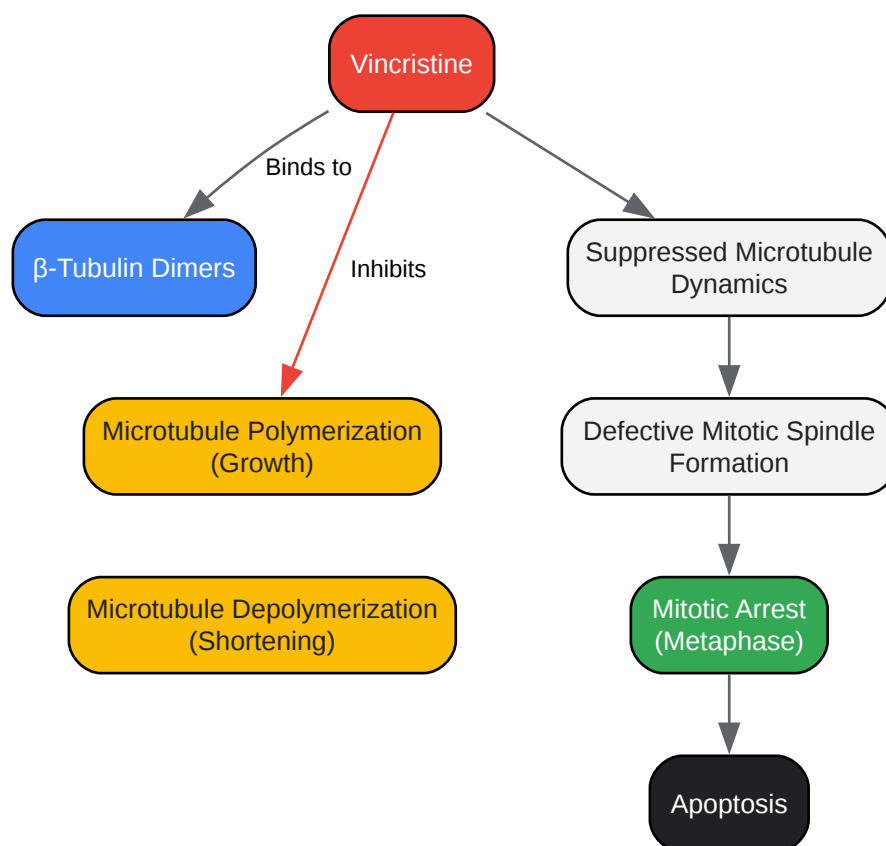 Vincristine
Binds to
β-Tubulin Dimers
Inhibits
Suppressed Microtubule
Dynamics
Microtubule Polymerization
(Growth)
Defective Mitotic Spindle
Formation
Microtubule Depolymerization
(Shortening)
Mitotic Arrest
(Metaphase)
Apoptosis